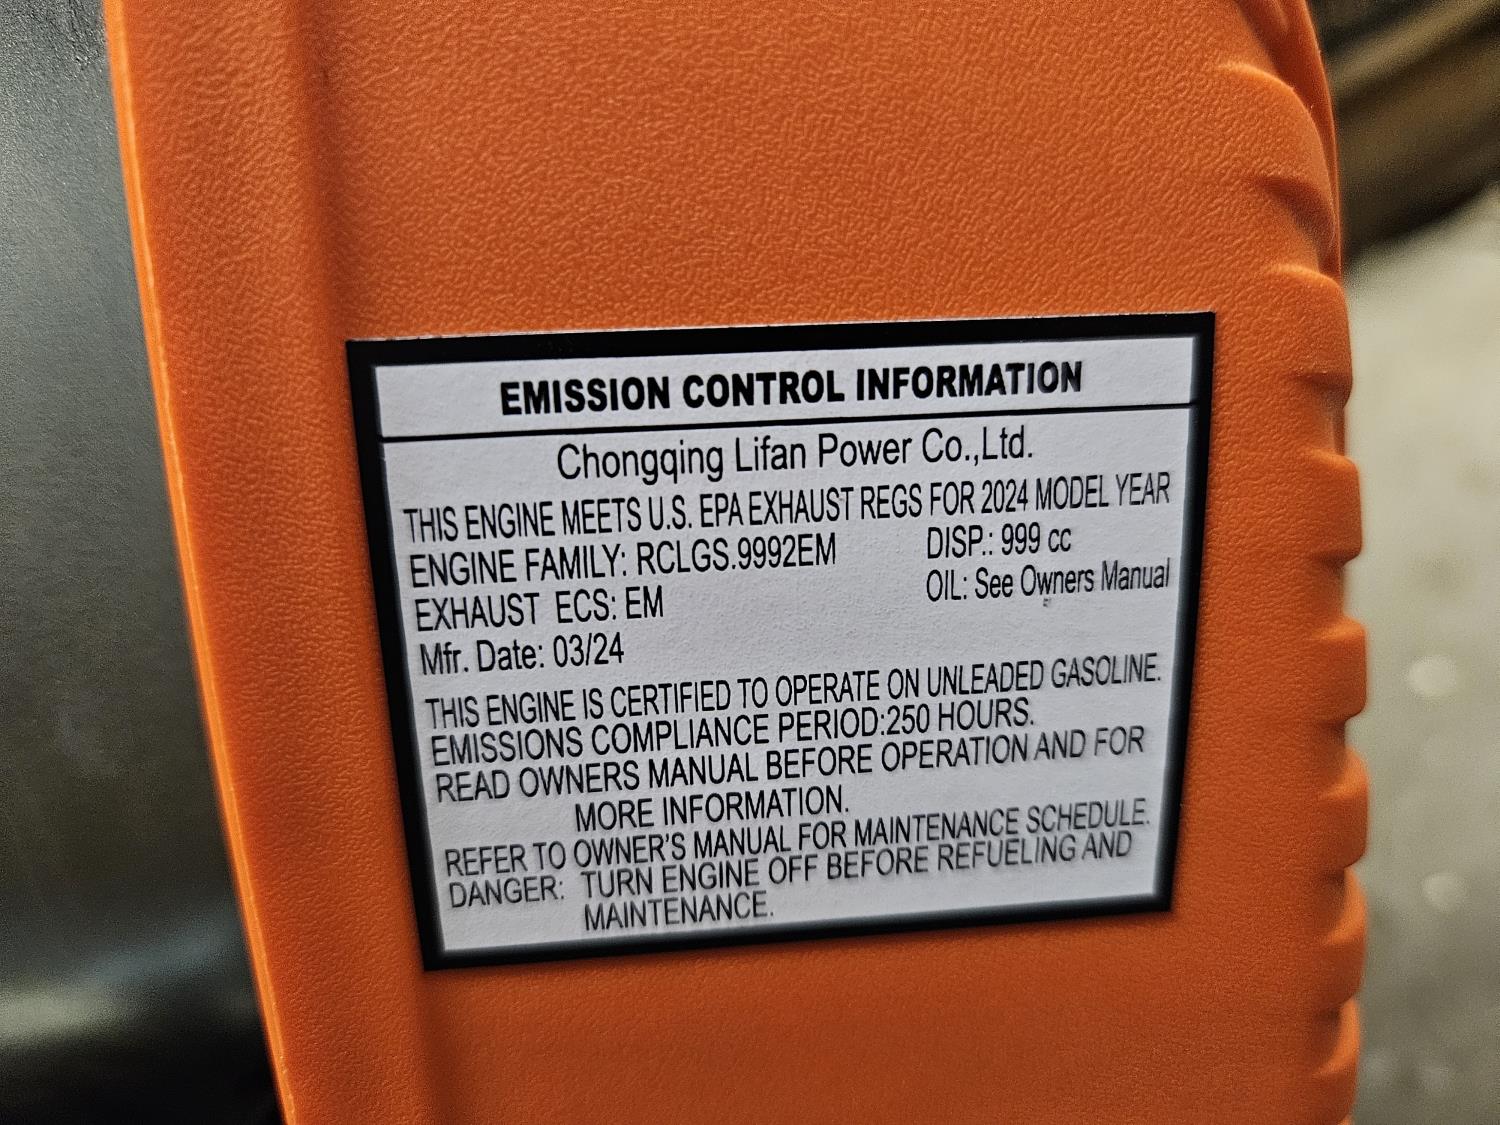 EMISSION CONTROL INFORMATION
Chongqing Lifan Power Co.,Ltd.
THIS ENGINE MEETS U.S. EPA EXHAUST REGS FOR 2024 MODEL YEAR
ENGINE FAMILY: RCLGS.9992EM DISP.: 999 cc
EXHAUST ECS: EM OIL: See Owners Manual
Mfr. Date: 03/24
THIS ENGINE IS CERTIFIED TO OPERATE ON UNLEADED GASOLINE.
EMISSIONS COMPLIANCE PERIOD:250 HOURS.
READ OWNERS MANUAL BEFORE OPERATION AND FOR
MORE INFORMATION.
REFER TO OWNER'S MANUAL FOR MAINTENANCE SCHEDULE.
DANGER: TURN ENGINE OFF BEFORE REFUELING AND
MAINTENANCE.